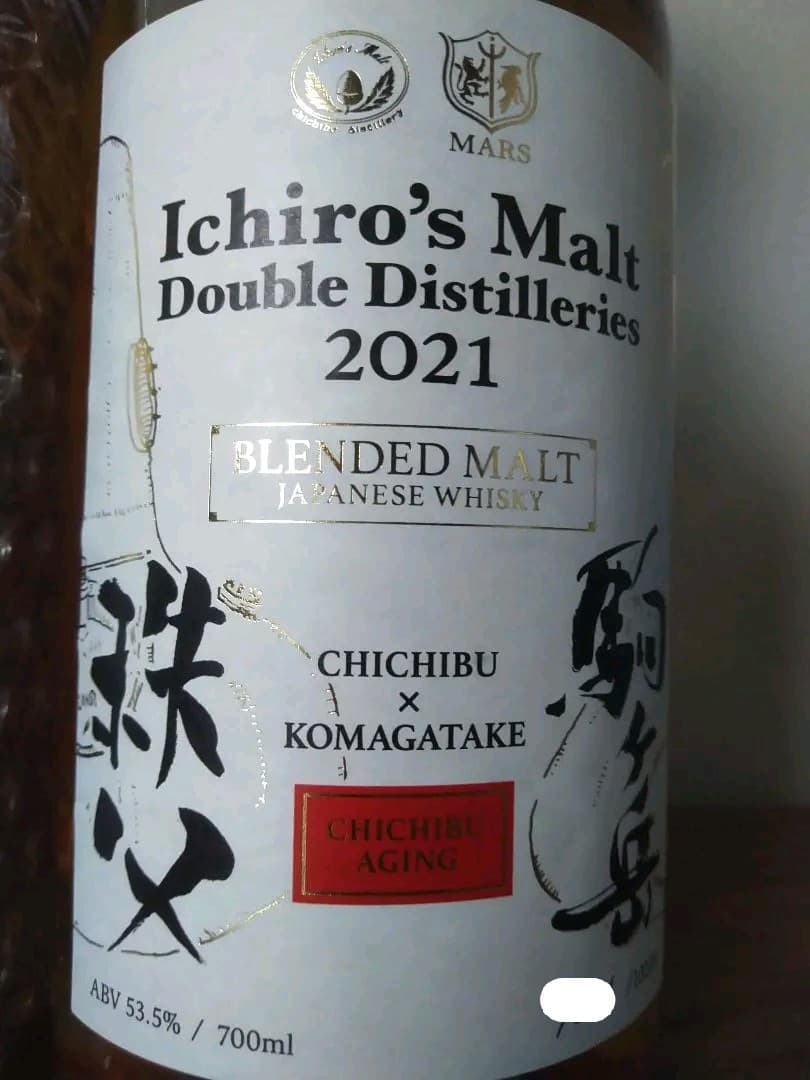 Ichiro's Malt
Chichibu Distillery
MARS
Ichiro's Malt
Double Distilleries
2021
BLENDED MALT
JAPANESE WHISKY
秩父
駒ヶ岳
CHICHIBU
×
KOMAGATAKE
CHICHIBU
AGING
ABV 53.5% / 700ml